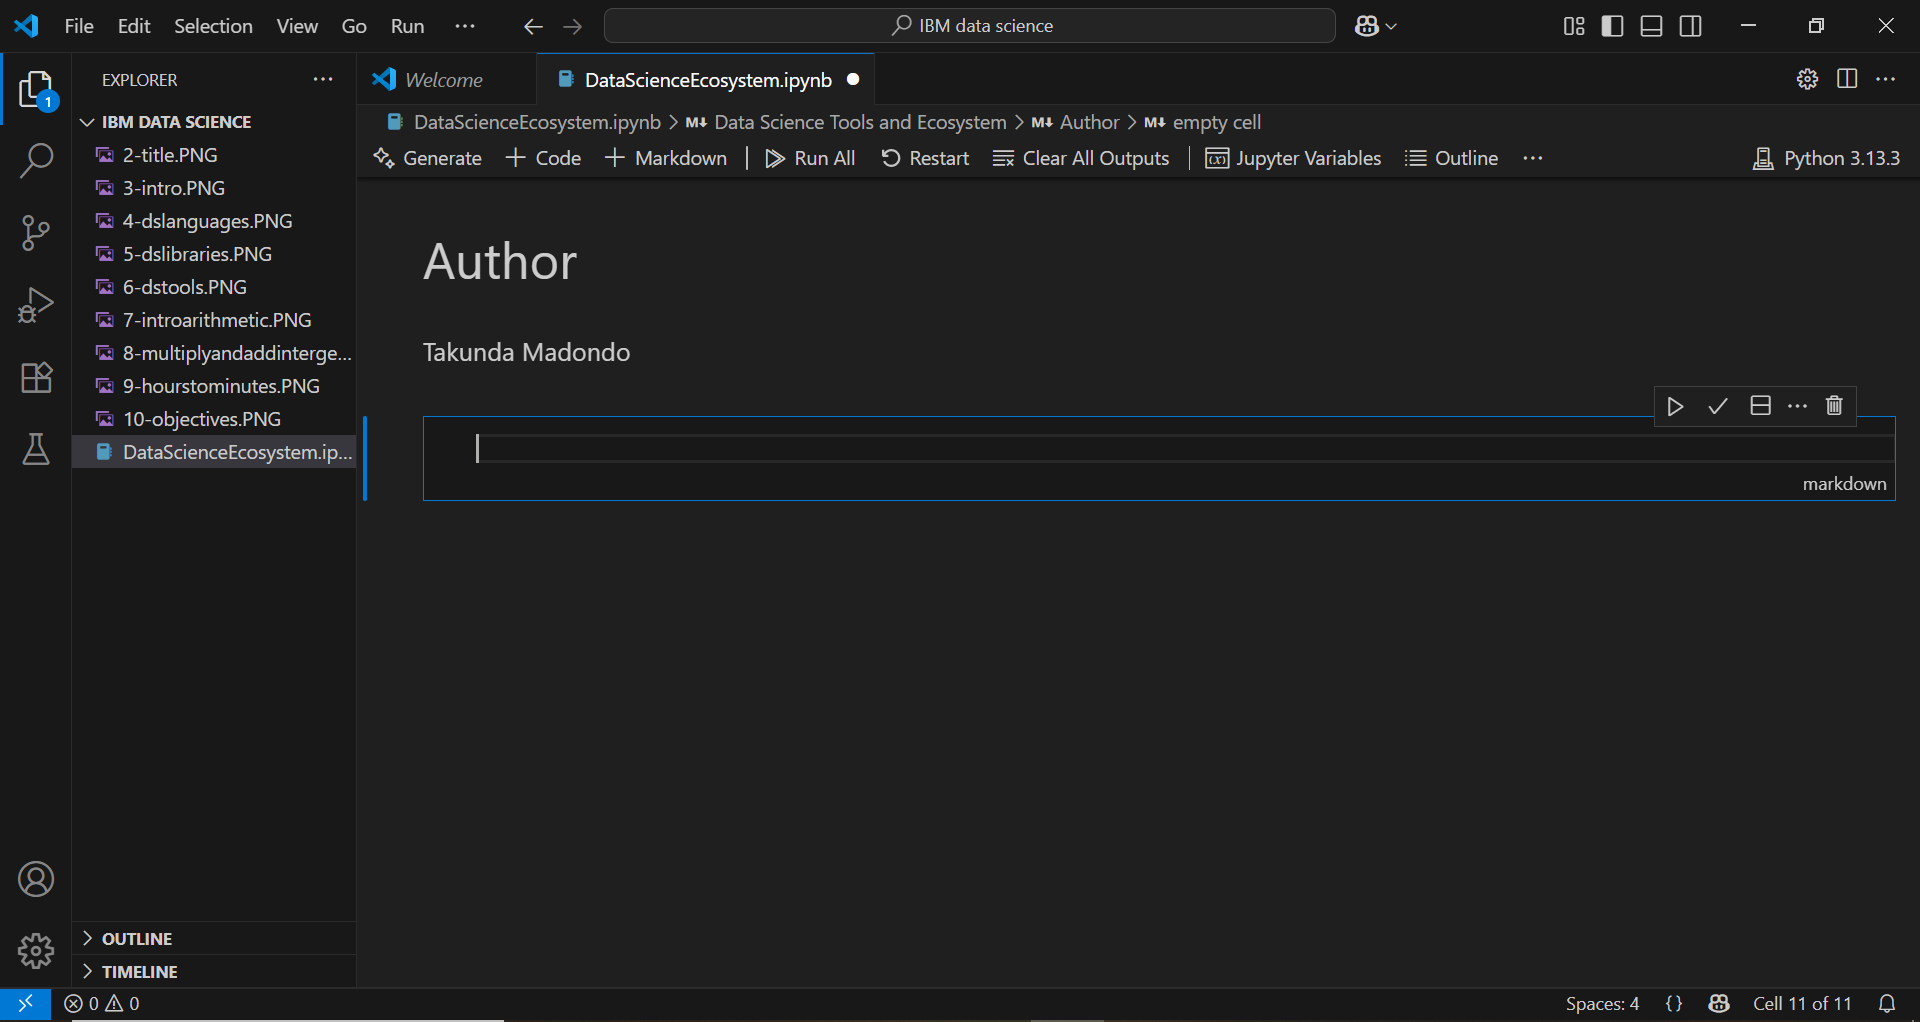 File Edit Selection View Go Run
IBM data science
EXPLORER
1
IBM DATA SCIENCE
2-title.PNG
3-intro.PNG
4-dslanguages.PNG
5-dslibraries.PNG
6-dstools.PNG
7-introarithmetic.PNG
8-multiplyandaddinterge...
9-hourstominutes.PNG
10-objectives.PNG
DataScienceEcosystem.ip...
OUTLINE
TIMELINE
Welcome
DataScienceEcosystem.ipynb
DataScienceEcosystem.ipynb > M↓ Data Science Tools and Ecosystem > M↓ Author > M↓ empty cell
Generate + Code + Markdown | Run All Restart Clear All Outputs | (x) Jupyter Variables Outline ... Python 3.13.3
Author
Takunda Madondo
markdown
0 0
Spaces: 4 {} Cell 11 of 11